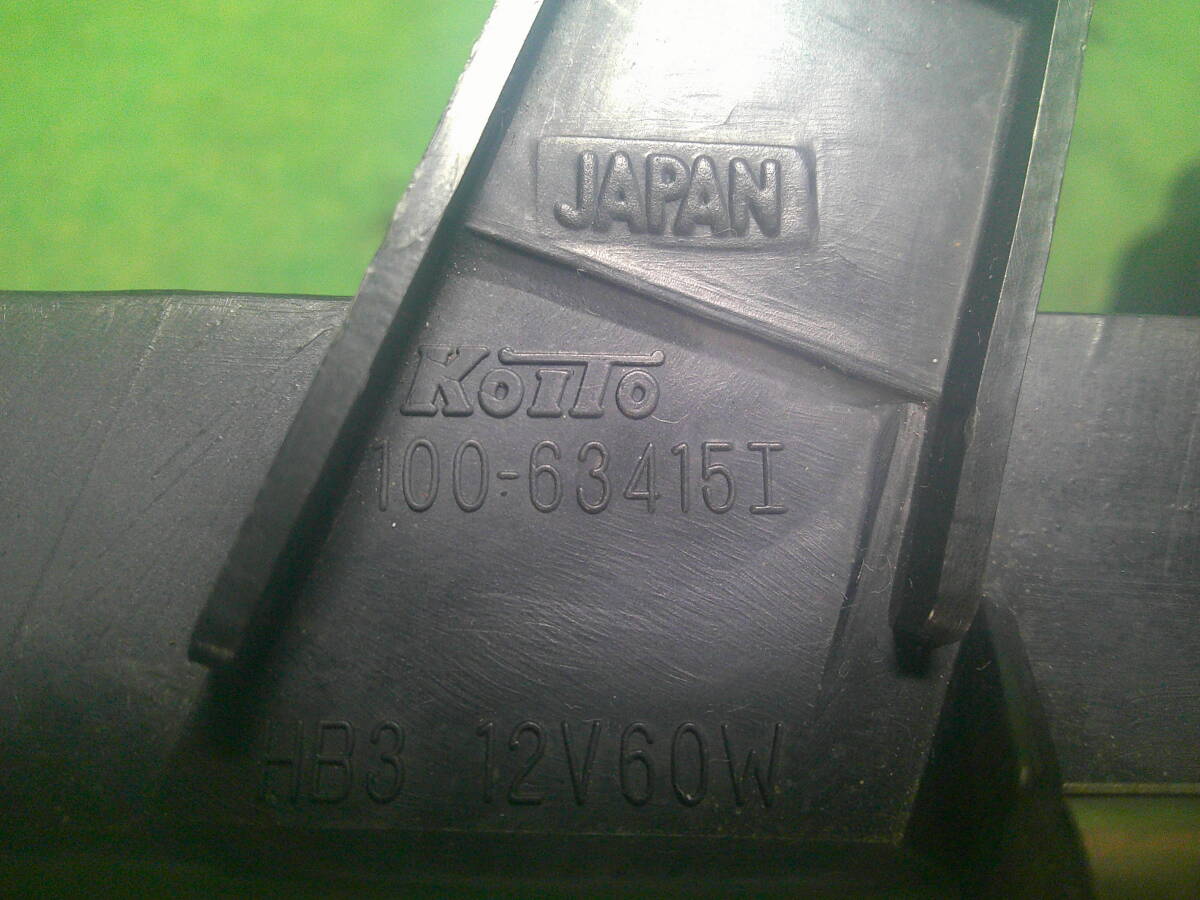 JAPAN
KOITO
100-63415I
HB3 12V60W